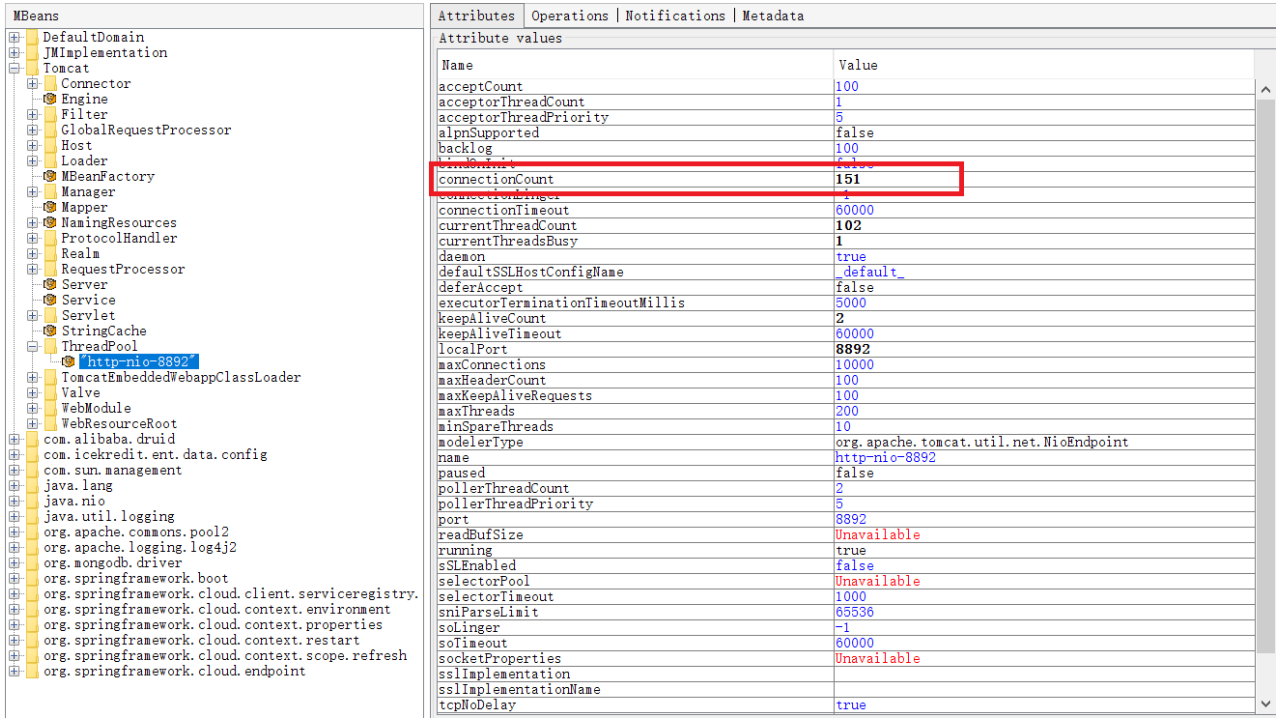 MBeans
DefaultDomain
JMImplementation
Tomcat
Connector
Engine
Filter
GlobalRequestProcessor
Host
Loader
MBeanFactory
Manager
Mapper
NamingResources
ProtocolHandler
Realm
RequestProcessor
Server
Service
Servlet
StringCache
ThreadPool
"http-nio-8892"
TomcatEmbeddedWebappClassLoader
Valve
WebModule
WebResourceRoot
com.alibaba.druid
com.icekredit.ent.data.config
com.sun.management
java.lang
java.nio
java.util.logging
org.apache.commons.pool2
org.apache.logging.log4j2
org.mongodb.driver
org.springframework.boot
org.springframework.cloud.client.serviceregistry.
org.springframework.cloud.context.environment
org.springframework.cloud.context.properties
org.springframework.cloud.context.restart
org.springframework.cloud.context.scope.refresh
org.springframework.cloud.endpoint
Attributes Operations Notifications Metadata
Attribute values
Name Value
acceptCount 100
acceptorThreadCount 1
acceptorThreadPriority 5
alpnSupported false
backlog 100
bindOnInit false
connectionCount 151
connectionLinger -1
connectionTimeout 60000
currentThreadCount 102
currentThreadsBusy 1
daemon true
defaultSSLHostConfigName _default_
deferAccept false
executorTerminationTimeoutMillis 5000
keepAliveCount 2
keepAliveTimeout 60000
localPort 8892
maxConnections 10000
maxHeaderCount 100
maxKeepAliveRequests 100
maxThreads 200
minSpareThreads 10
modelerType org.apache.tomcat.util.net.NioEndpoint
name http-nio-8892
paused false
pollerThreadCount 2
pollerThreadPriority 5
port 8892
readBufSize Unavailable
running true
sSLEnabled false
selectorPool Unavailable
selectorTimeout 1000
sniParseLimit 65536
soLinger -1
soTimeout 60000
socketProperties Unavailable
sslImplementation
sslImplementationName
tcpNoDelay true